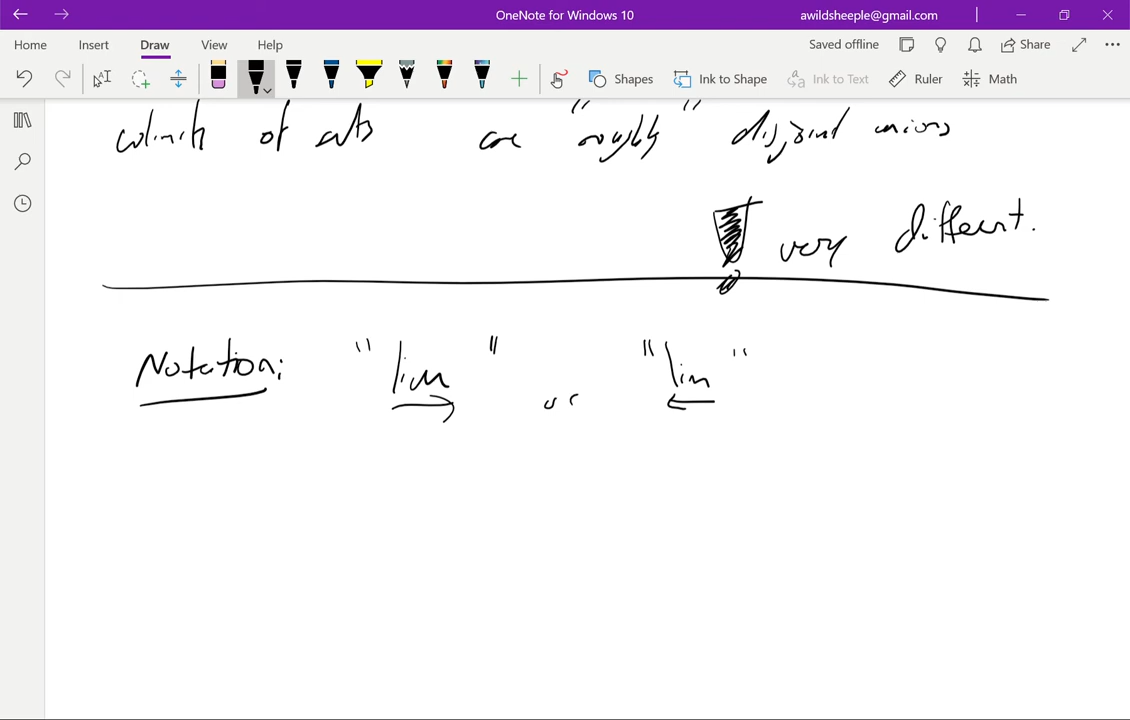 OneNote for Windows 10
awildsheeple@gmail.com
Home Insert Draw View Help
Saved offline
Share
Shapes
Ink to Shape
Ink to Text
Ruler
Math
colimits of sets are "roughly" disjoint unions
very different.
Notation: "lim" or "lim"